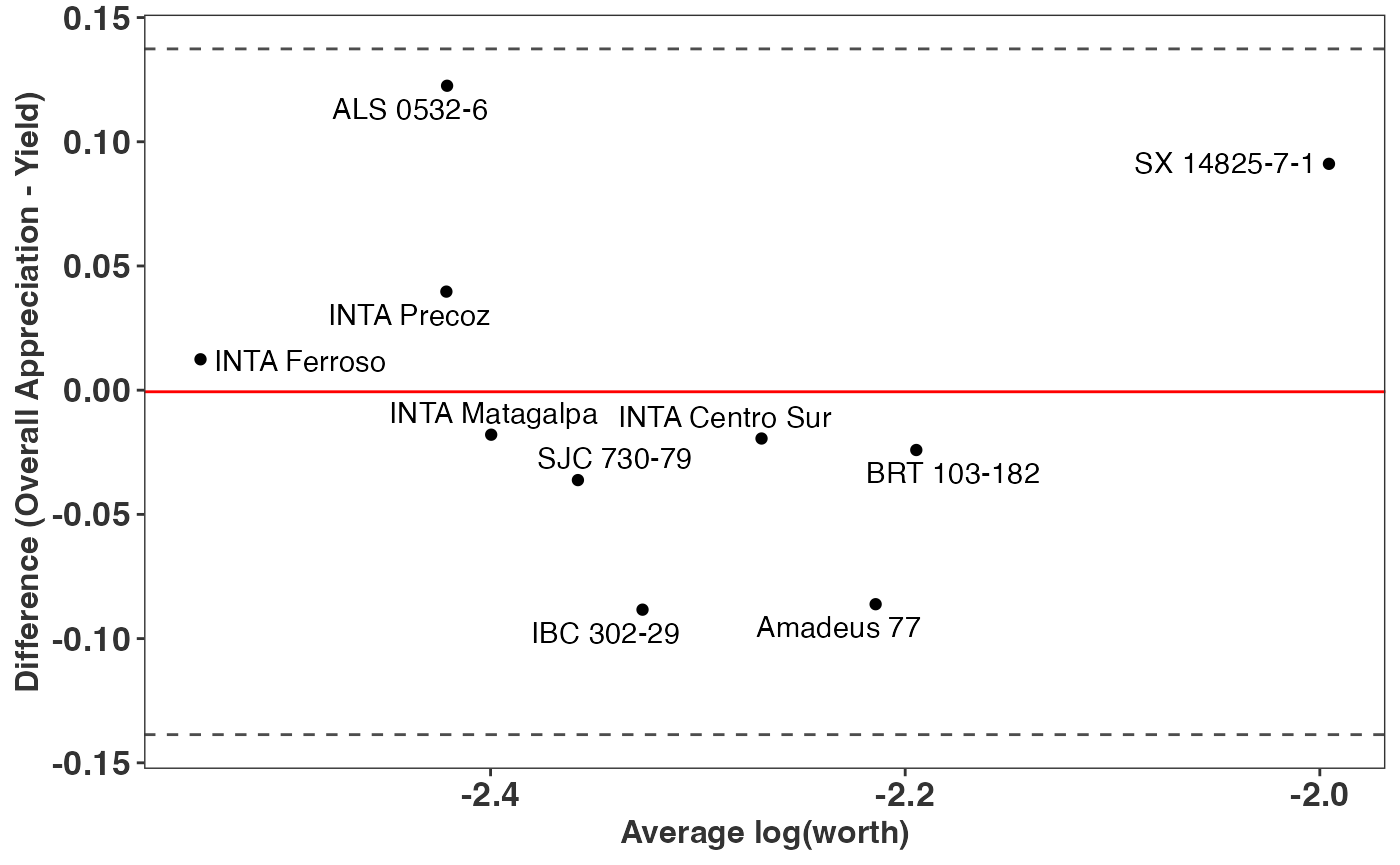 0.15
0.10
0.05
0.00
-0.05
-0.10
-0.15
Difference (Overall Appreciation - Yield)
ALS 0532-6
SX 14825-7-1
INTA Precoz
INTA Ferroso
INTA Matagalpa
INTA Centro Sur
SJC 730-79
BRT 103-182
IBC 302-29
Amadeus 77
-2.4
-2.2
-2.0
Average log(worth)